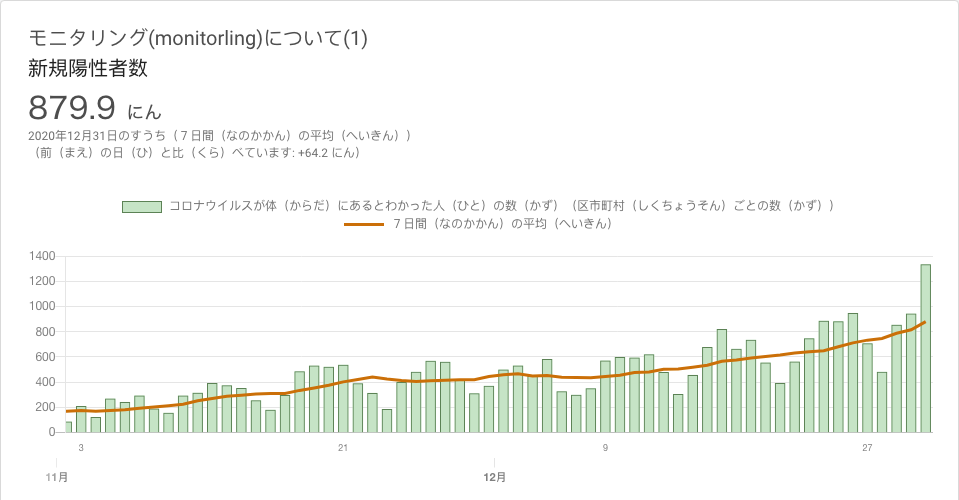 モニタリング(monitorling)について(1)
新規陽性者数
879.9 にん
2020年12月31日のすうち（７日間（なのかかん）の平均（へいきん））
（前（まえ）の日（ひ）と比（くら）べています: +64.2 にん）
コロナウイルスが体（からだ）にあるとわかった人（ひと）の数（かず）（区市町村（しくちょうそん）ごとの数（かず））
７日間（なのかかん）の平均（へいきん）
1400
1200
1000
800
600
400
200
0
3 21 9 27
11月 12月